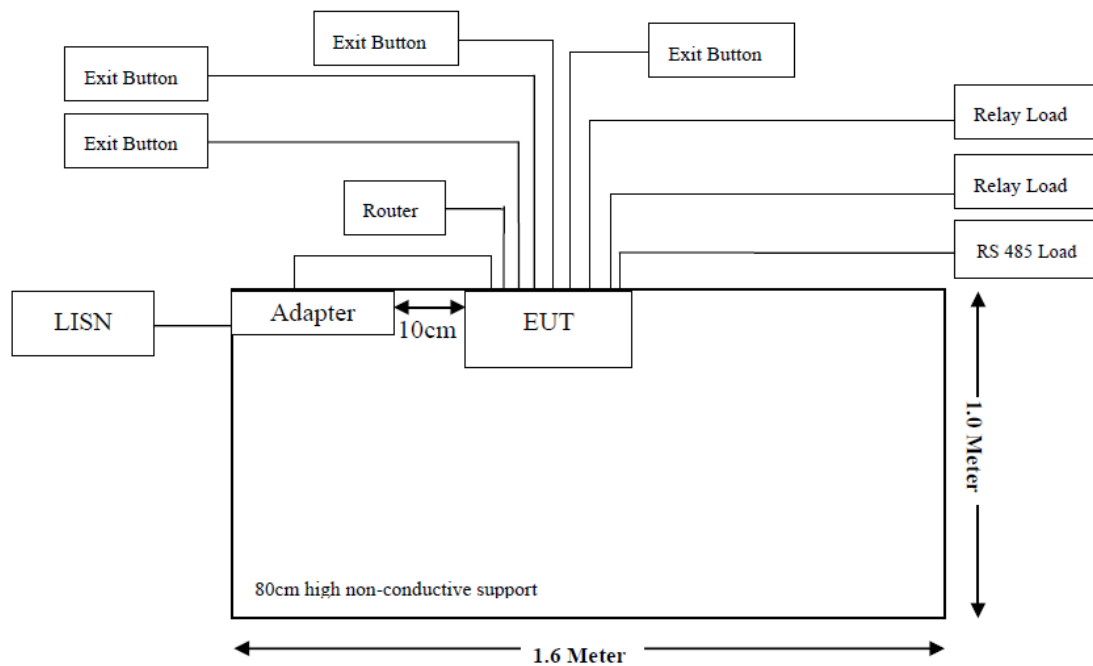 Exit Button
Exit Button
Exit Button
Exit Button
Relay Load
Relay Load
Router
RS 485 Load
LISN
Adapter
10cm
EUT
1.0 Meter
80cm high non-conductive support
1.6 Meter